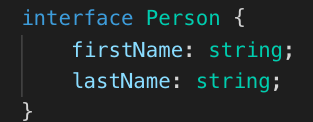 interface Person {
    firstName: string;
    lastName: string;
}